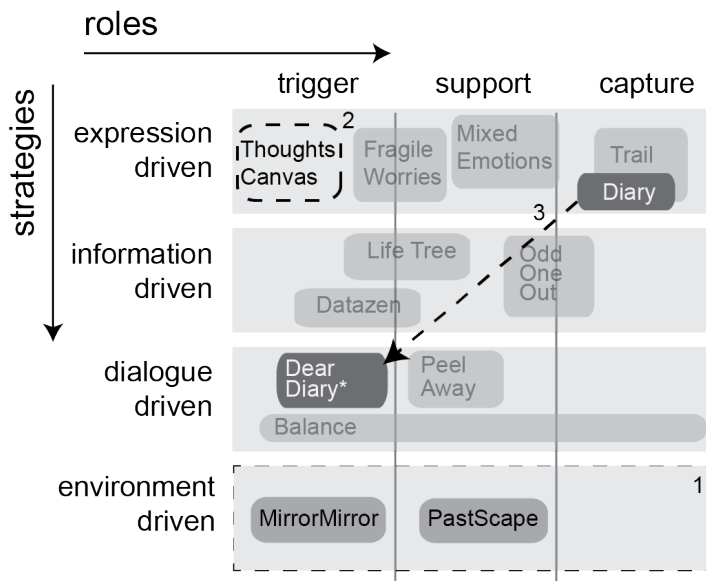 roles
strategies
trigger
support
capture
expression
driven
Thoughts
Canvas
2
Fragile
Worries
Mixed
Emotions
Trail
Diary
3
information
driven
Life Tree
Datazen
Odd
One
Out
dialogue
driven
Dear
Diary*
Peel
Away
Balance
environment
driven
1
MirrorMirror
PastScape